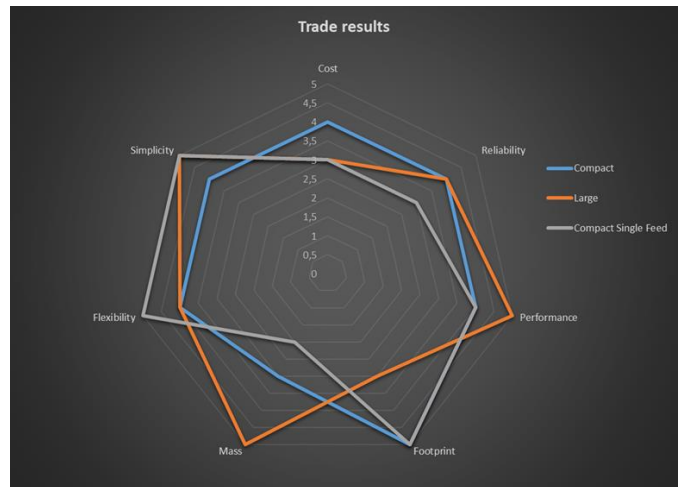 Trade results
Cost
5
4,5
4
3,5
3
2,5
2
1,5
1
0,5
0
Reliability
Performance
Footprint
Mass
Flexibility
Simplicity
Compact
Large
Compact Single Feed